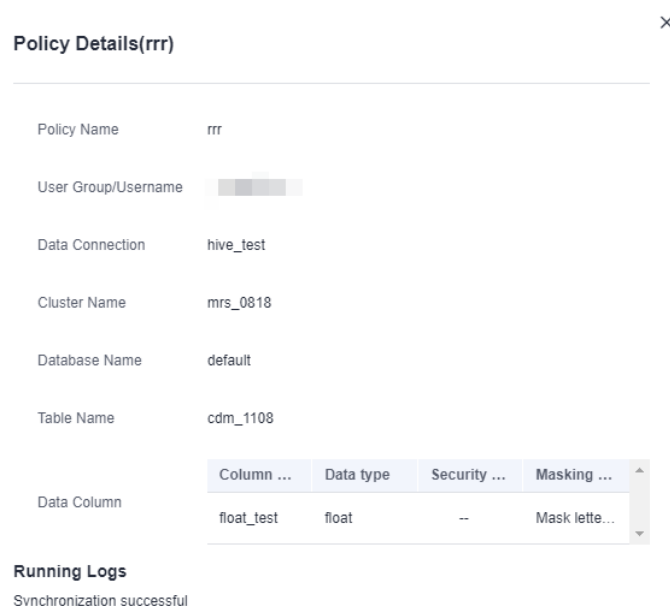 Policy Details(rrr)
Policy Name rrr
User Group/Username
Data Connection hive_test
Cluster Name mrs_0818
Database Name default
Table Name cdm_1108
Column ... Data type Security ... Masking ...
Data Column
float_test float -- Mask lette...
Running Logs
Synchronization successful